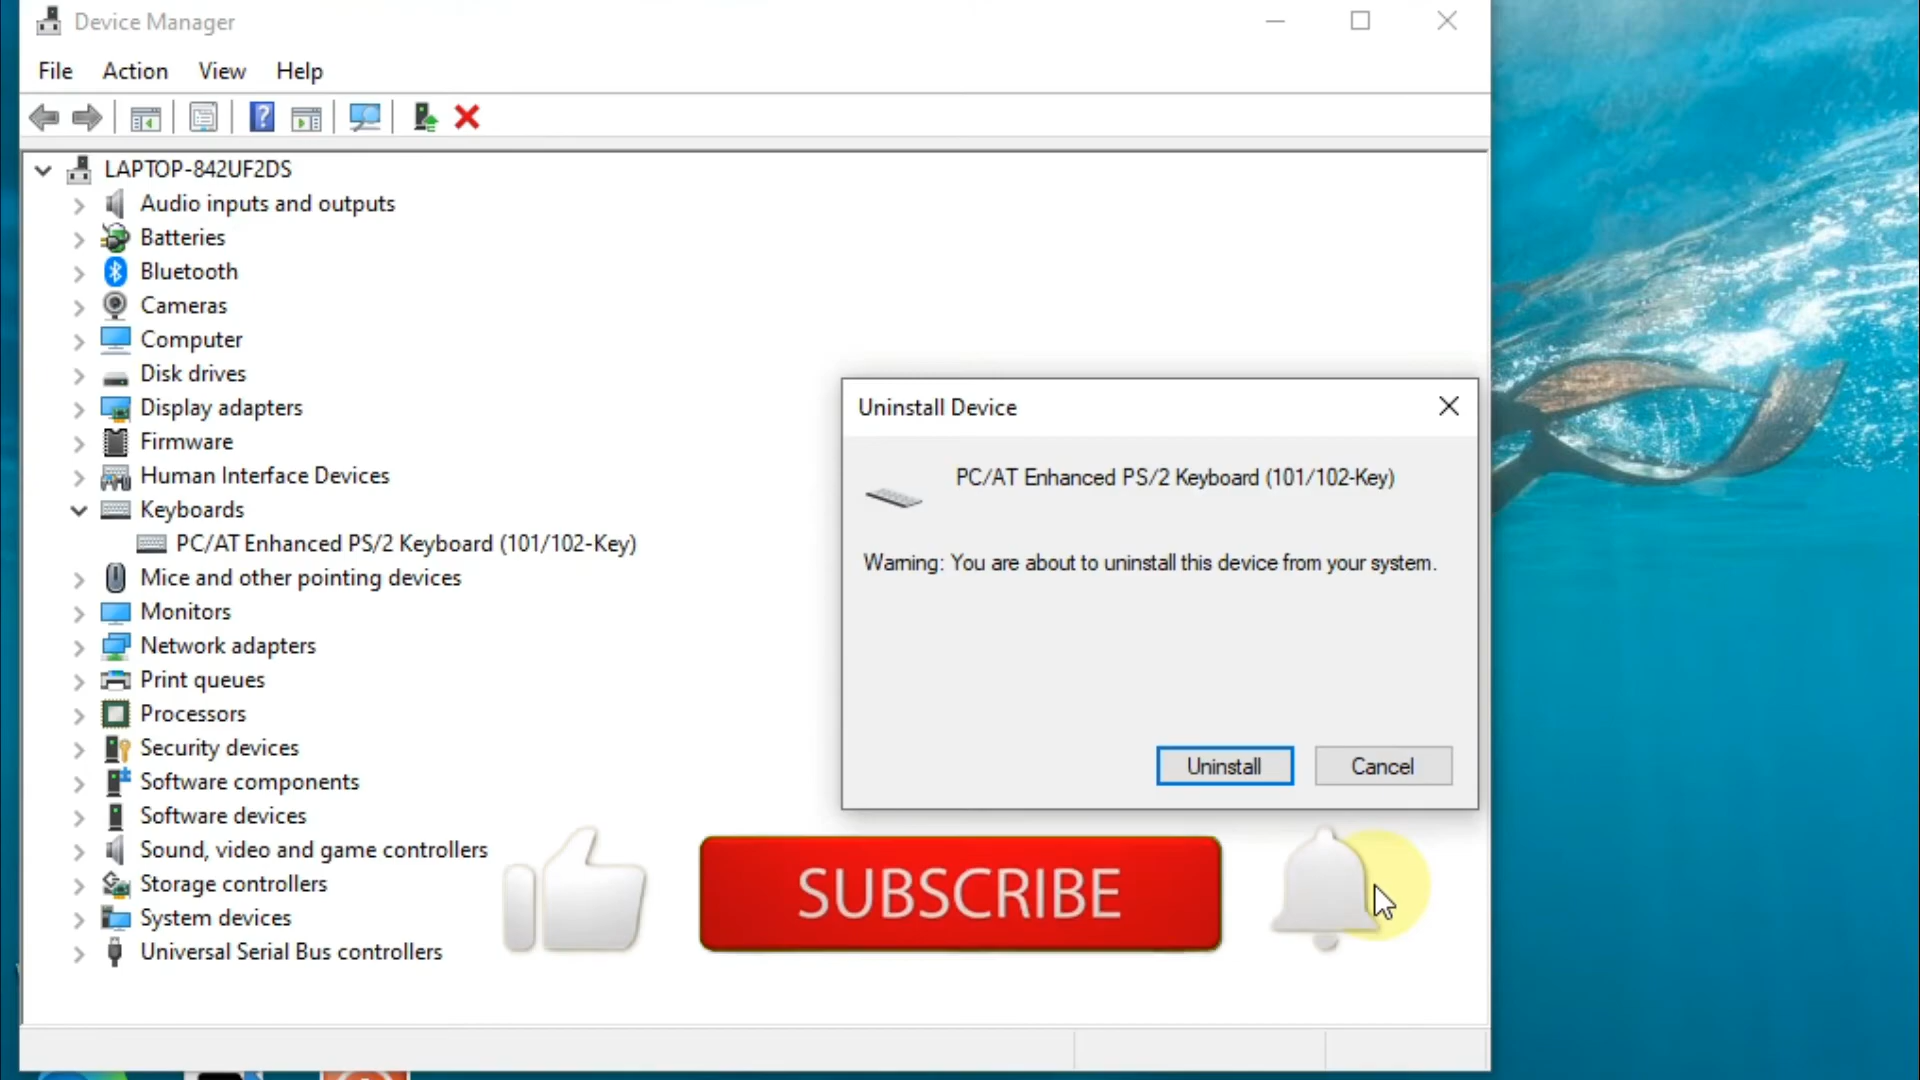 Device Manager
File Action View Help
LAPTOP-842UF2DS
Audio inputs and outputs
Batteries
Bluetooth
Cameras
Computer
Disk drives
Display adapters
Firmware
Human Interface Devices
Keyboards
PC/AT Enhanced PS/2 Keyboard (101/102-Key)
Mice and other pointing devices
Monitors
Network adapters
Print queues
Processors
Security devices
Software components
Software devices
Sound, video and game controllers
Storage controllers
System devices
Universal Serial Bus controllers
Uninstall Device
PC/AT Enhanced PS/2 Keyboard (101/102-Key)
Warning: You are about to uninstall this device from your system.
Uninstall Cancel
SUBSCRIBE